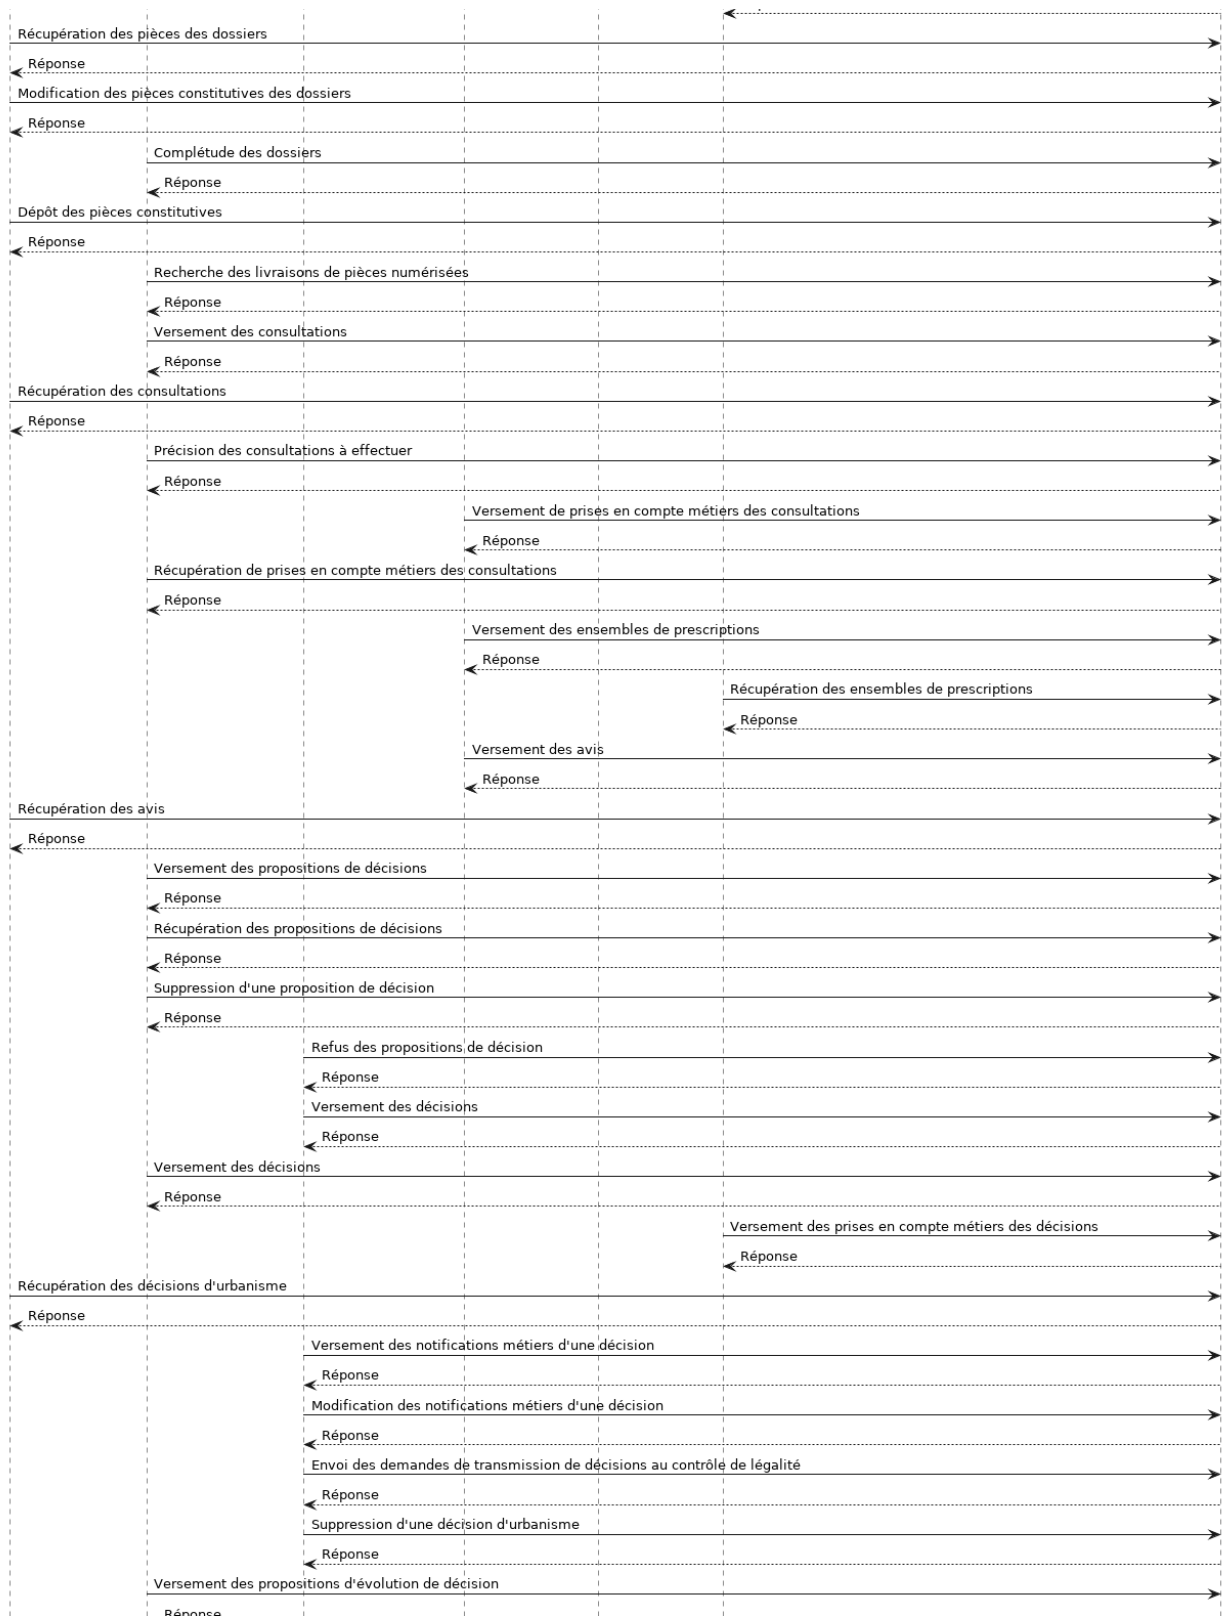 Récupération des pièces des dossiers
Réponse
Modification des pièces constitutives des dossiers
Réponse
Complétude des dossiers
Réponse
Dépôt des pièces constitutives
Réponse
Recherche des livraisons de pièces numérisées
Réponse
Versement des consultations
Réponse
Récupération des consultations
Réponse
Précision des consultations à effectuer
Réponse
Versement de prises en compte métiers des consultations
Réponse
Récupération de prises en compte métiers des consultations
Réponse
Versement des ensembles de prescriptions
Réponse
Récupération des ensembles de prescriptions
Réponse
Versement des avis
Réponse
Récupération des avis
Réponse
Versement des propositions de décisions
Réponse
Récupération des propositions de décisions
Réponse
Suppression d'une proposition de décision
Réponse
Refus des propositions de décision
Réponse
Versement des décisions
Réponse
Versement des décisions
Réponse
Versement des prises en compte métiers des décisions
Réponse
Récupération des décisions d'urbanisme
Réponse
Versement des notifications métiers d'une décision
Réponse
Modification des notifications métiers d'une décision
Réponse
Envoi des demandes de transmission de décisions au contrôle de légalité
Réponse
Suppression d'une décision d'urbanisme
Réponse
Versement des propositions d'évolution de décision
Réponse